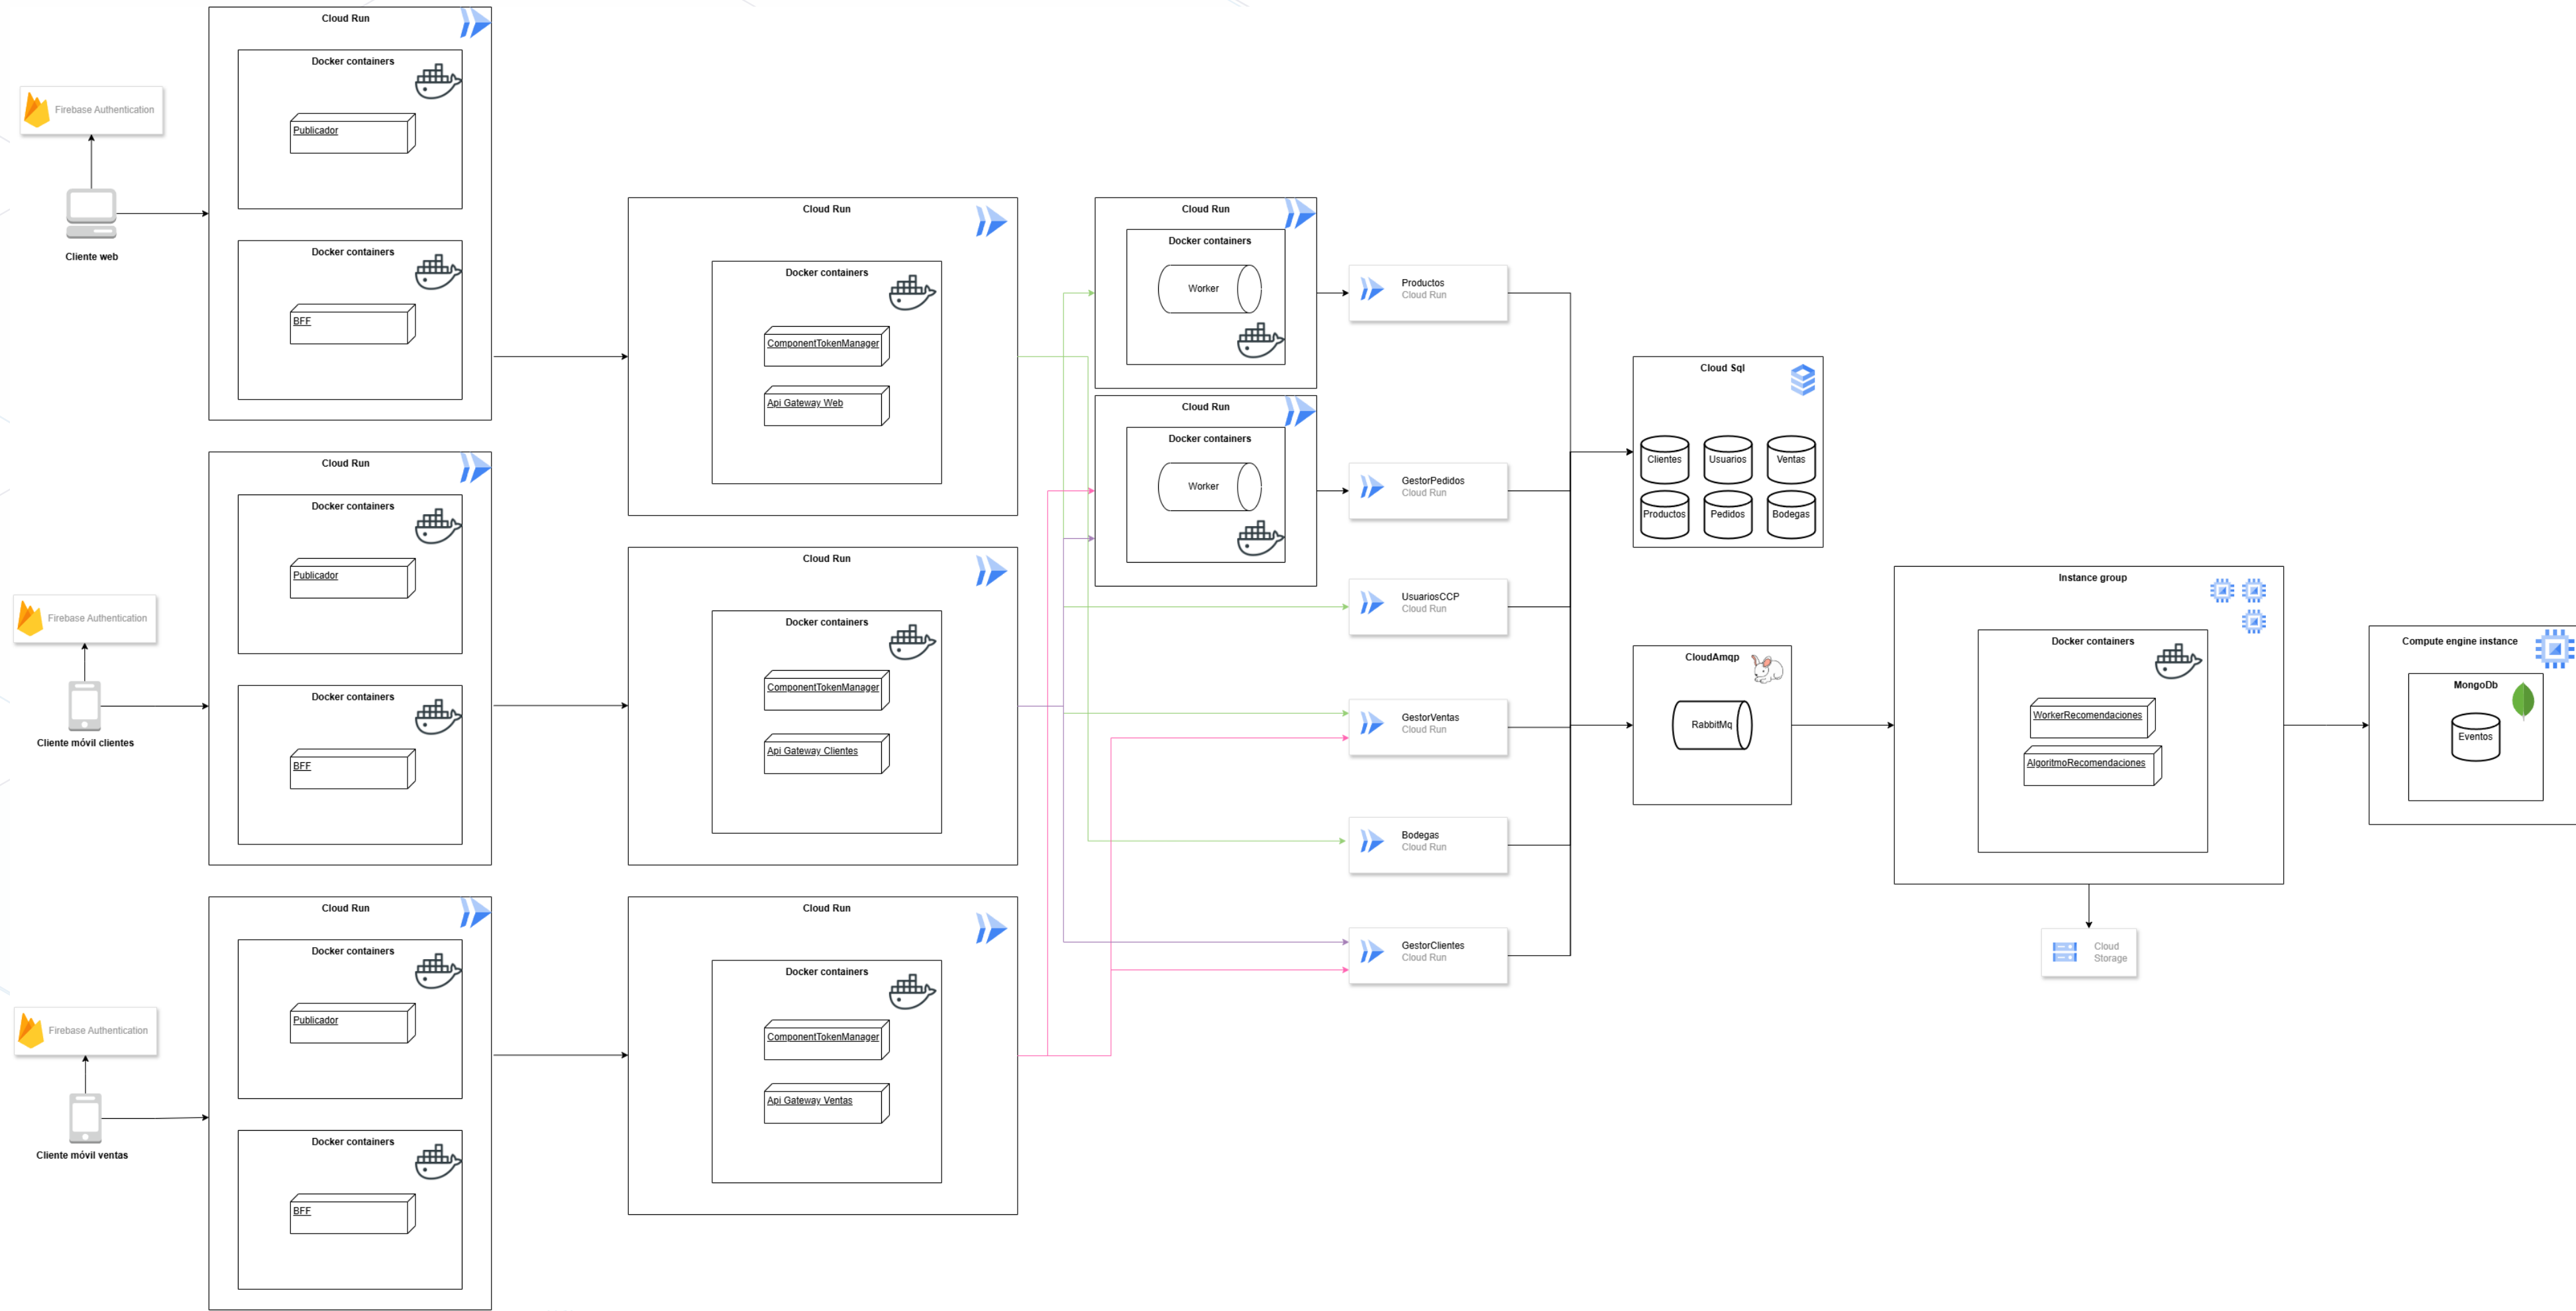 Cloud Run
Docker containers
Publicador
Docker containers
BFF
Firebase Authentication
Cliente web
Cloud Run
Docker containers
Publicador
Docker containers
BFF
Firebase Authentication
Cliente móvil clientes
Cloud Run
Docker containers
Publicador
Docker containers
BFF
Firebase Authentication
Cliente móvil ventas
Cloud Run
Docker containers
ComponentTokenManager
Api Gateway Web
Cloud Run
Docker containers
ComponentTokenManager
Api Gateway Clientes
Cloud Run
Docker containers
ComponentTokenManager
Api Gateway Ventas
Cloud Run
Docker containers
Worker
Cloud Run
Docker containers
Worker
Productos
Cloud Run
GestorPedidos
Cloud Run
UsuariosCCP
Cloud Run
GestorVentas
Cloud Run
Bodegas
Cloud Run
GestorClientes
Cloud Run
Cloud Sql
Clientes
Usuarios
Ventas
Productos
Pedidos
Bodegas
CloudAmqp
RabbitMq
Instance group
Docker containers
WorkerRecomendaciones
AlgoritmoRecomendaciones
Cloud
Storage
Compute engine instance
MongoDb
Eventos